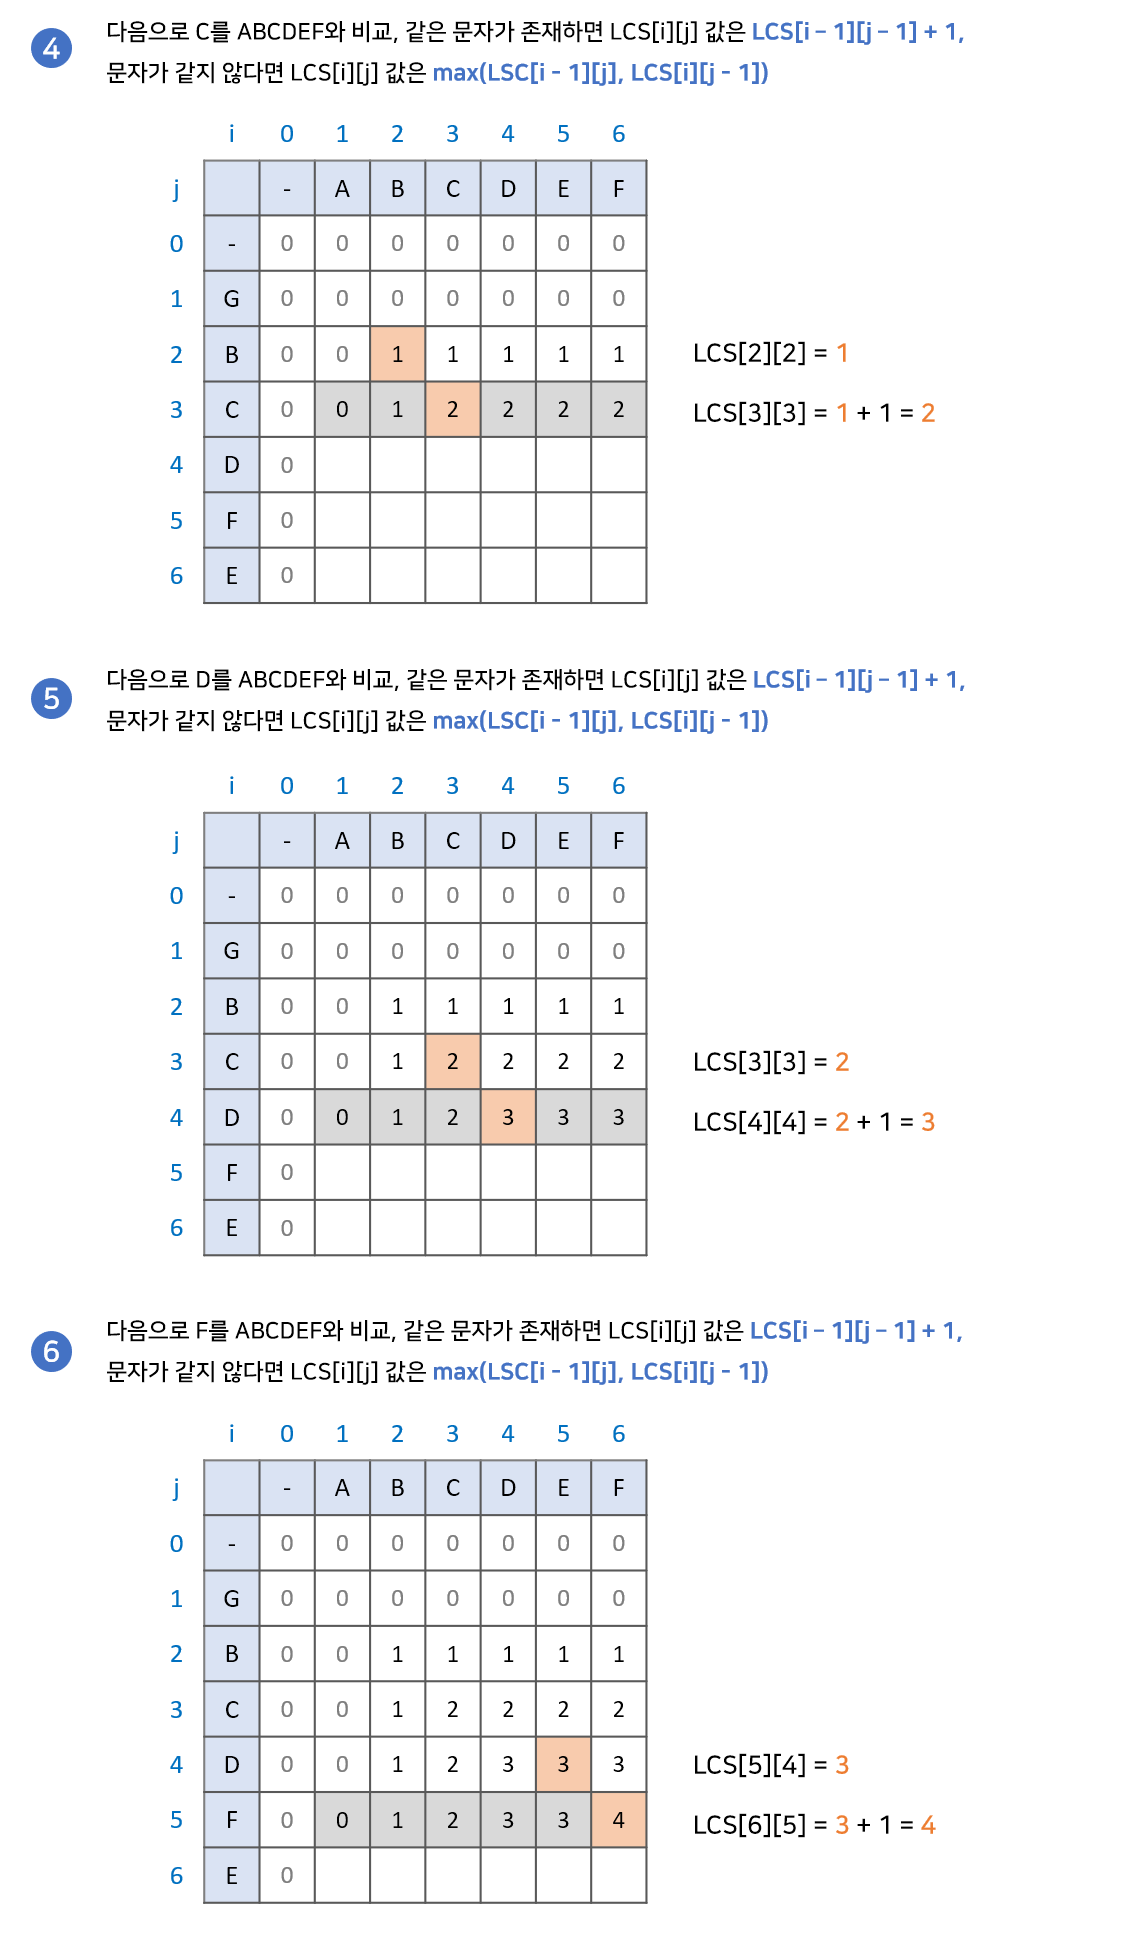 4
다음으로 C를 ABCDEF와 비교, 같은 문자가 존재하면 LCS[i][j] 값은 LCS[i – 1][j – 1] + 1,
문자가 같지 않다면 LCS[i][j] 값은 max(LSC[i - 1][j], LCS[i][j - 1])
i 0 1 2 3 4 5 6
j - A B C D E F
0 - 0 0 0 0 0 0 0
1 G 0 0 0 0 0 0 0
2 B 0 0 1 1 1 1 1 LCS[2][2] = 1
3 C 0 0 1 2 2 2 2 LCS[3][3] = 1 + 1 = 2
4 D 0
5 F 0
6 E 0
5
다음으로 D를 ABCDEF와 비교, 같은 문자가 존재하면 LCS[i][j] 값은 LCS[i – 1][j – 1] + 1,
문자가 같지 않다면 LCS[i][j] 값은 max(LSC[i - 1][j], LCS[i][j - 1])
i 0 1 2 3 4 5 6
j - A B C D E F
0 - 0 0 0 0 0 0 0
1 G 0 0 0 0 0 0 0
2 B 0 0 1 1 1 1 1
3 C 0 0 1 2 2 2 2 LCS[3][3] = 2
4 D 0 0 1 2 3 3 3 LCS[4][4] = 2 + 1 = 3
5 F 0
6 E 0
6
다음으로 F를 ABCDEF와 비교, 같은 문자가 존재하면 LCS[i][j] 값은 LCS[i – 1][j – 1] + 1,
문자가 같지 않다면 LCS[i][j] 값은 max(LSC[i - 1][j], LCS[i][j - 1])
i 0 1 2 3 4 5 6
j - A B C D E F
0 - 0 0 0 0 0 0 0
1 G 0 0 0 0 0 0 0
2 B 0 0 1 1 1 1 1
3 C 0 0 1 2 2 2 2
4 D 0 0 1 2 3 3 3 LCS[5][4] = 3
5 F 0 0 1 2 3 3 4 LCS[6][5] = 3 + 1 = 4
6 E 0